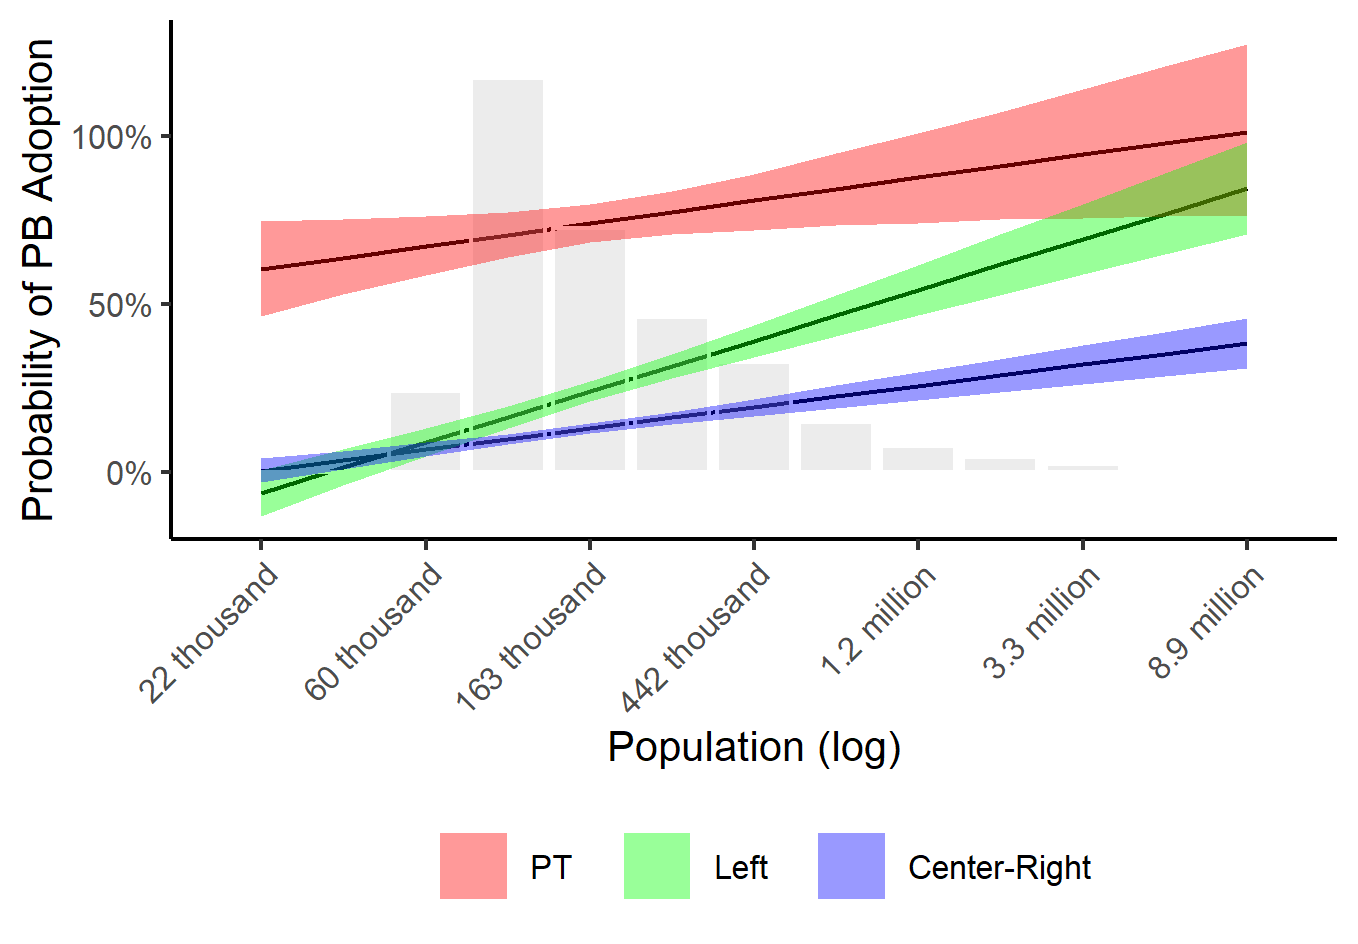 Probability of PB Adoption
100%
50%
0%
22 thousand
60 thousand
163 thousand
442 thousand
1.2 million
3.3 million
8.9 million
Population (log)
PT
Left
Center-Right